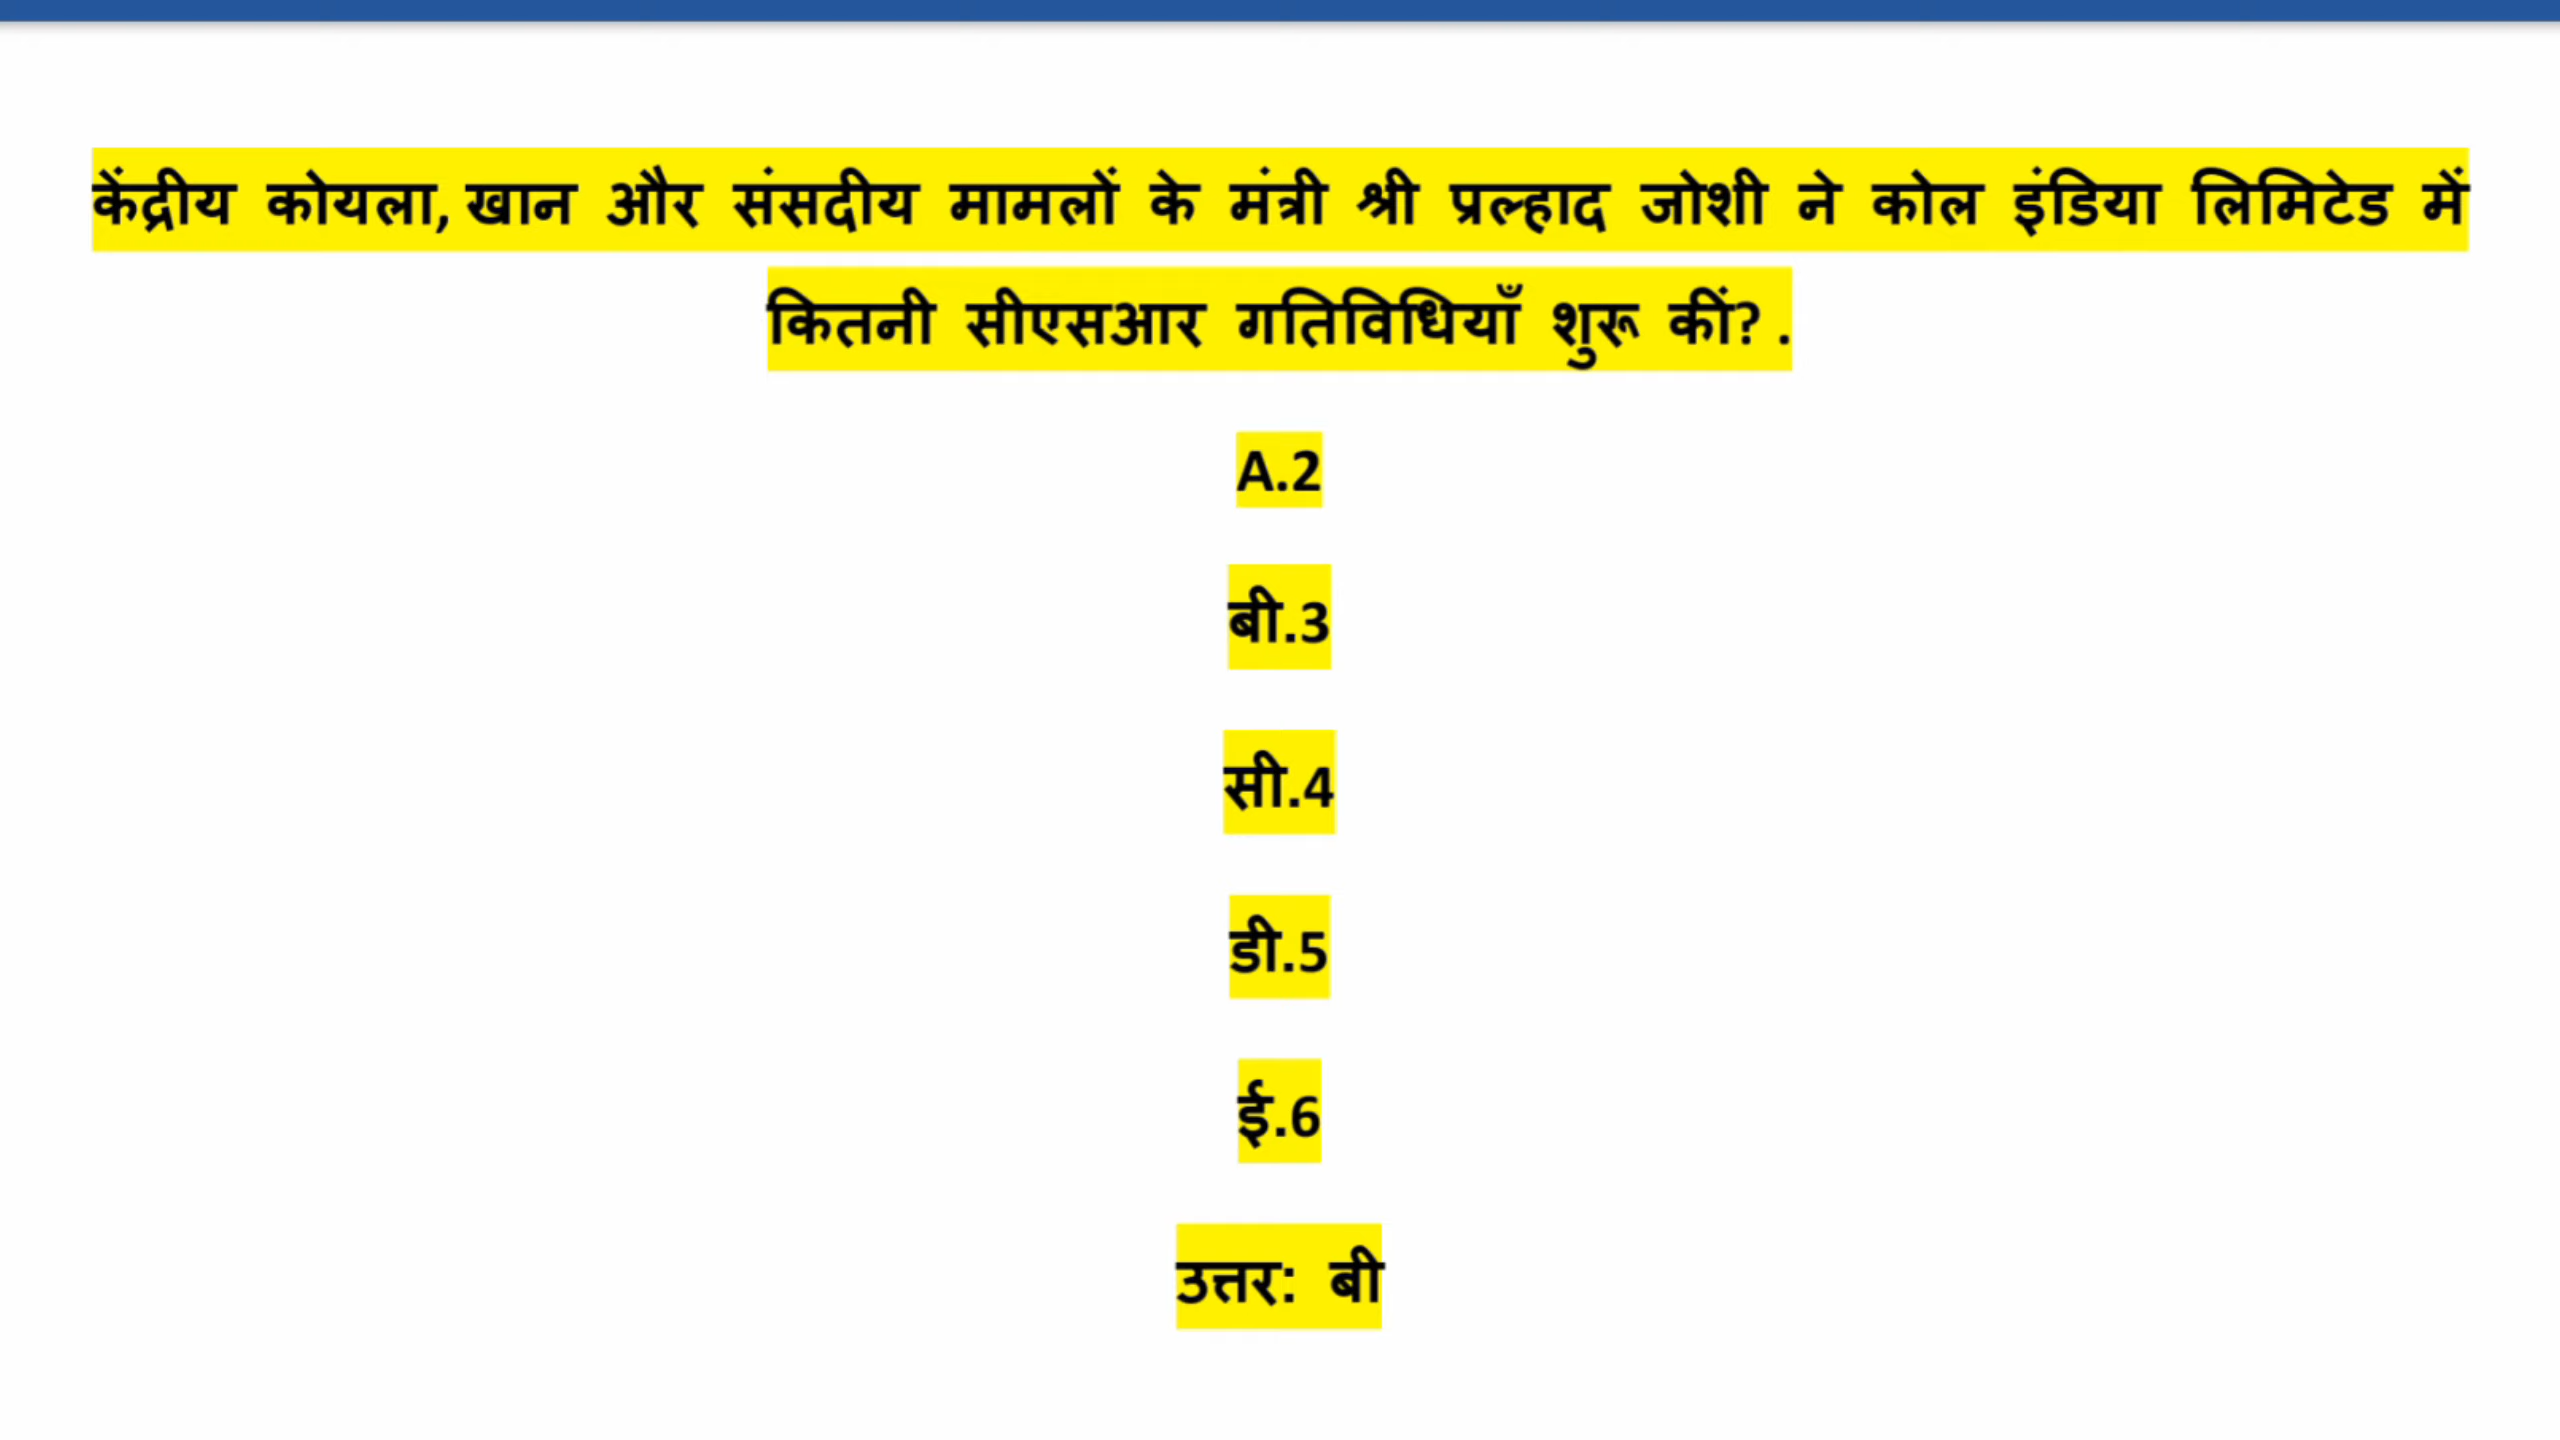 केंद्रीय कोयला, खान और संसदीय मामलों के मंत्री श्री प्रल्हाद जोशी ने कोल इंडिया लिमिटेड में
कितनी सीएसआर गतिविधियाँ शुरू कीं? .
A.2
बी.3
सी.4
डी.5
ई.6
उत्तर: बी